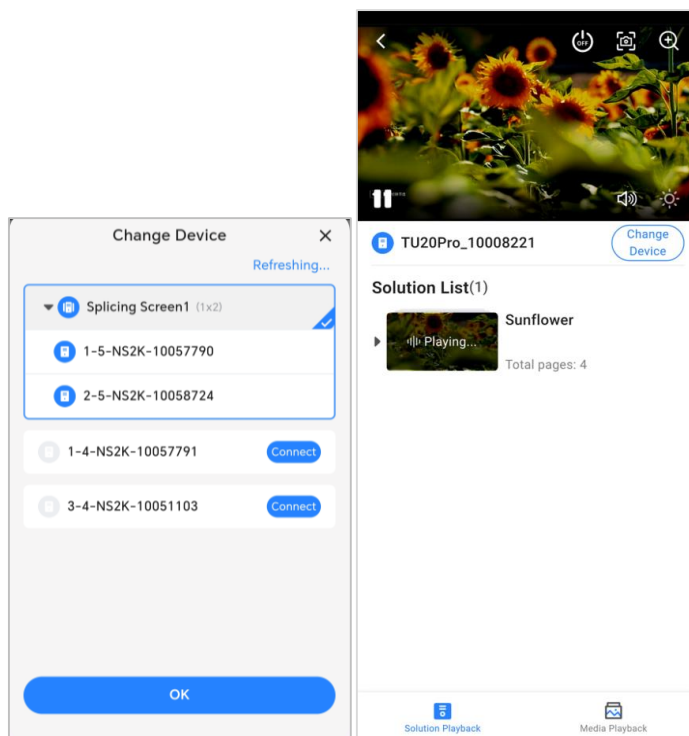 Change Device
Refreshing...
Splicing Screen1 (1x2)
1-5-NS2K-10057790
2-5-NS2K-10058724
1-4-NS2K-10057791
Connect
3-4-NS2K-10051103
Connect
OK
OFF
11
TU20Pro_10008221
Change
Device
Solution List(1)
Sunflower
Playing...
Total pages: 4
Solution Playback
Media Playback